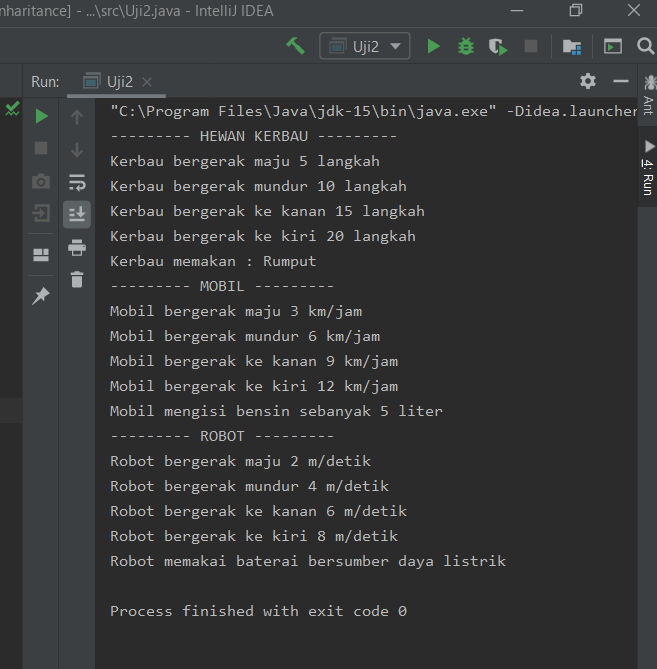 nheritance] - ...\src\Uji2.java - IntelliJ IDEA
Uji2
Run:
Uji2
Ant
4: Run
"C:\Program Files\Java\jdk-15\bin\java.exe" -Didea.launcher
--------- HEWAN KERBAU ---------
Kerbau bergerak maju 5 langkah
Kerbau bergerak mundur 10 langkah
Kerbau bergerak ke kanan 15 langkah
Kerbau bergerak ke kiri 20 langkah
Kerbau memakan : Rumput
--------- MOBIL ---------
Mobil bergerak maju 3 km/jam
Mobil bergerak mundur 6 km/jam
Mobil bergerak ke kanan 9 km/jam
Mobil bergerak ke kiri 12 km/jam
Mobil mengisi bensin sebanyak 5 liter
--------- ROBOT ---------
Robot bergerak maju 2 m/detik
Robot bergerak mundur 4 m/detik
Robot bergerak ke kanan 6 m/detik
Robot bergerak ke kiri 8 m/detik
Robot memakai baterai bersumber daya listrik
Process finished with exit code 0